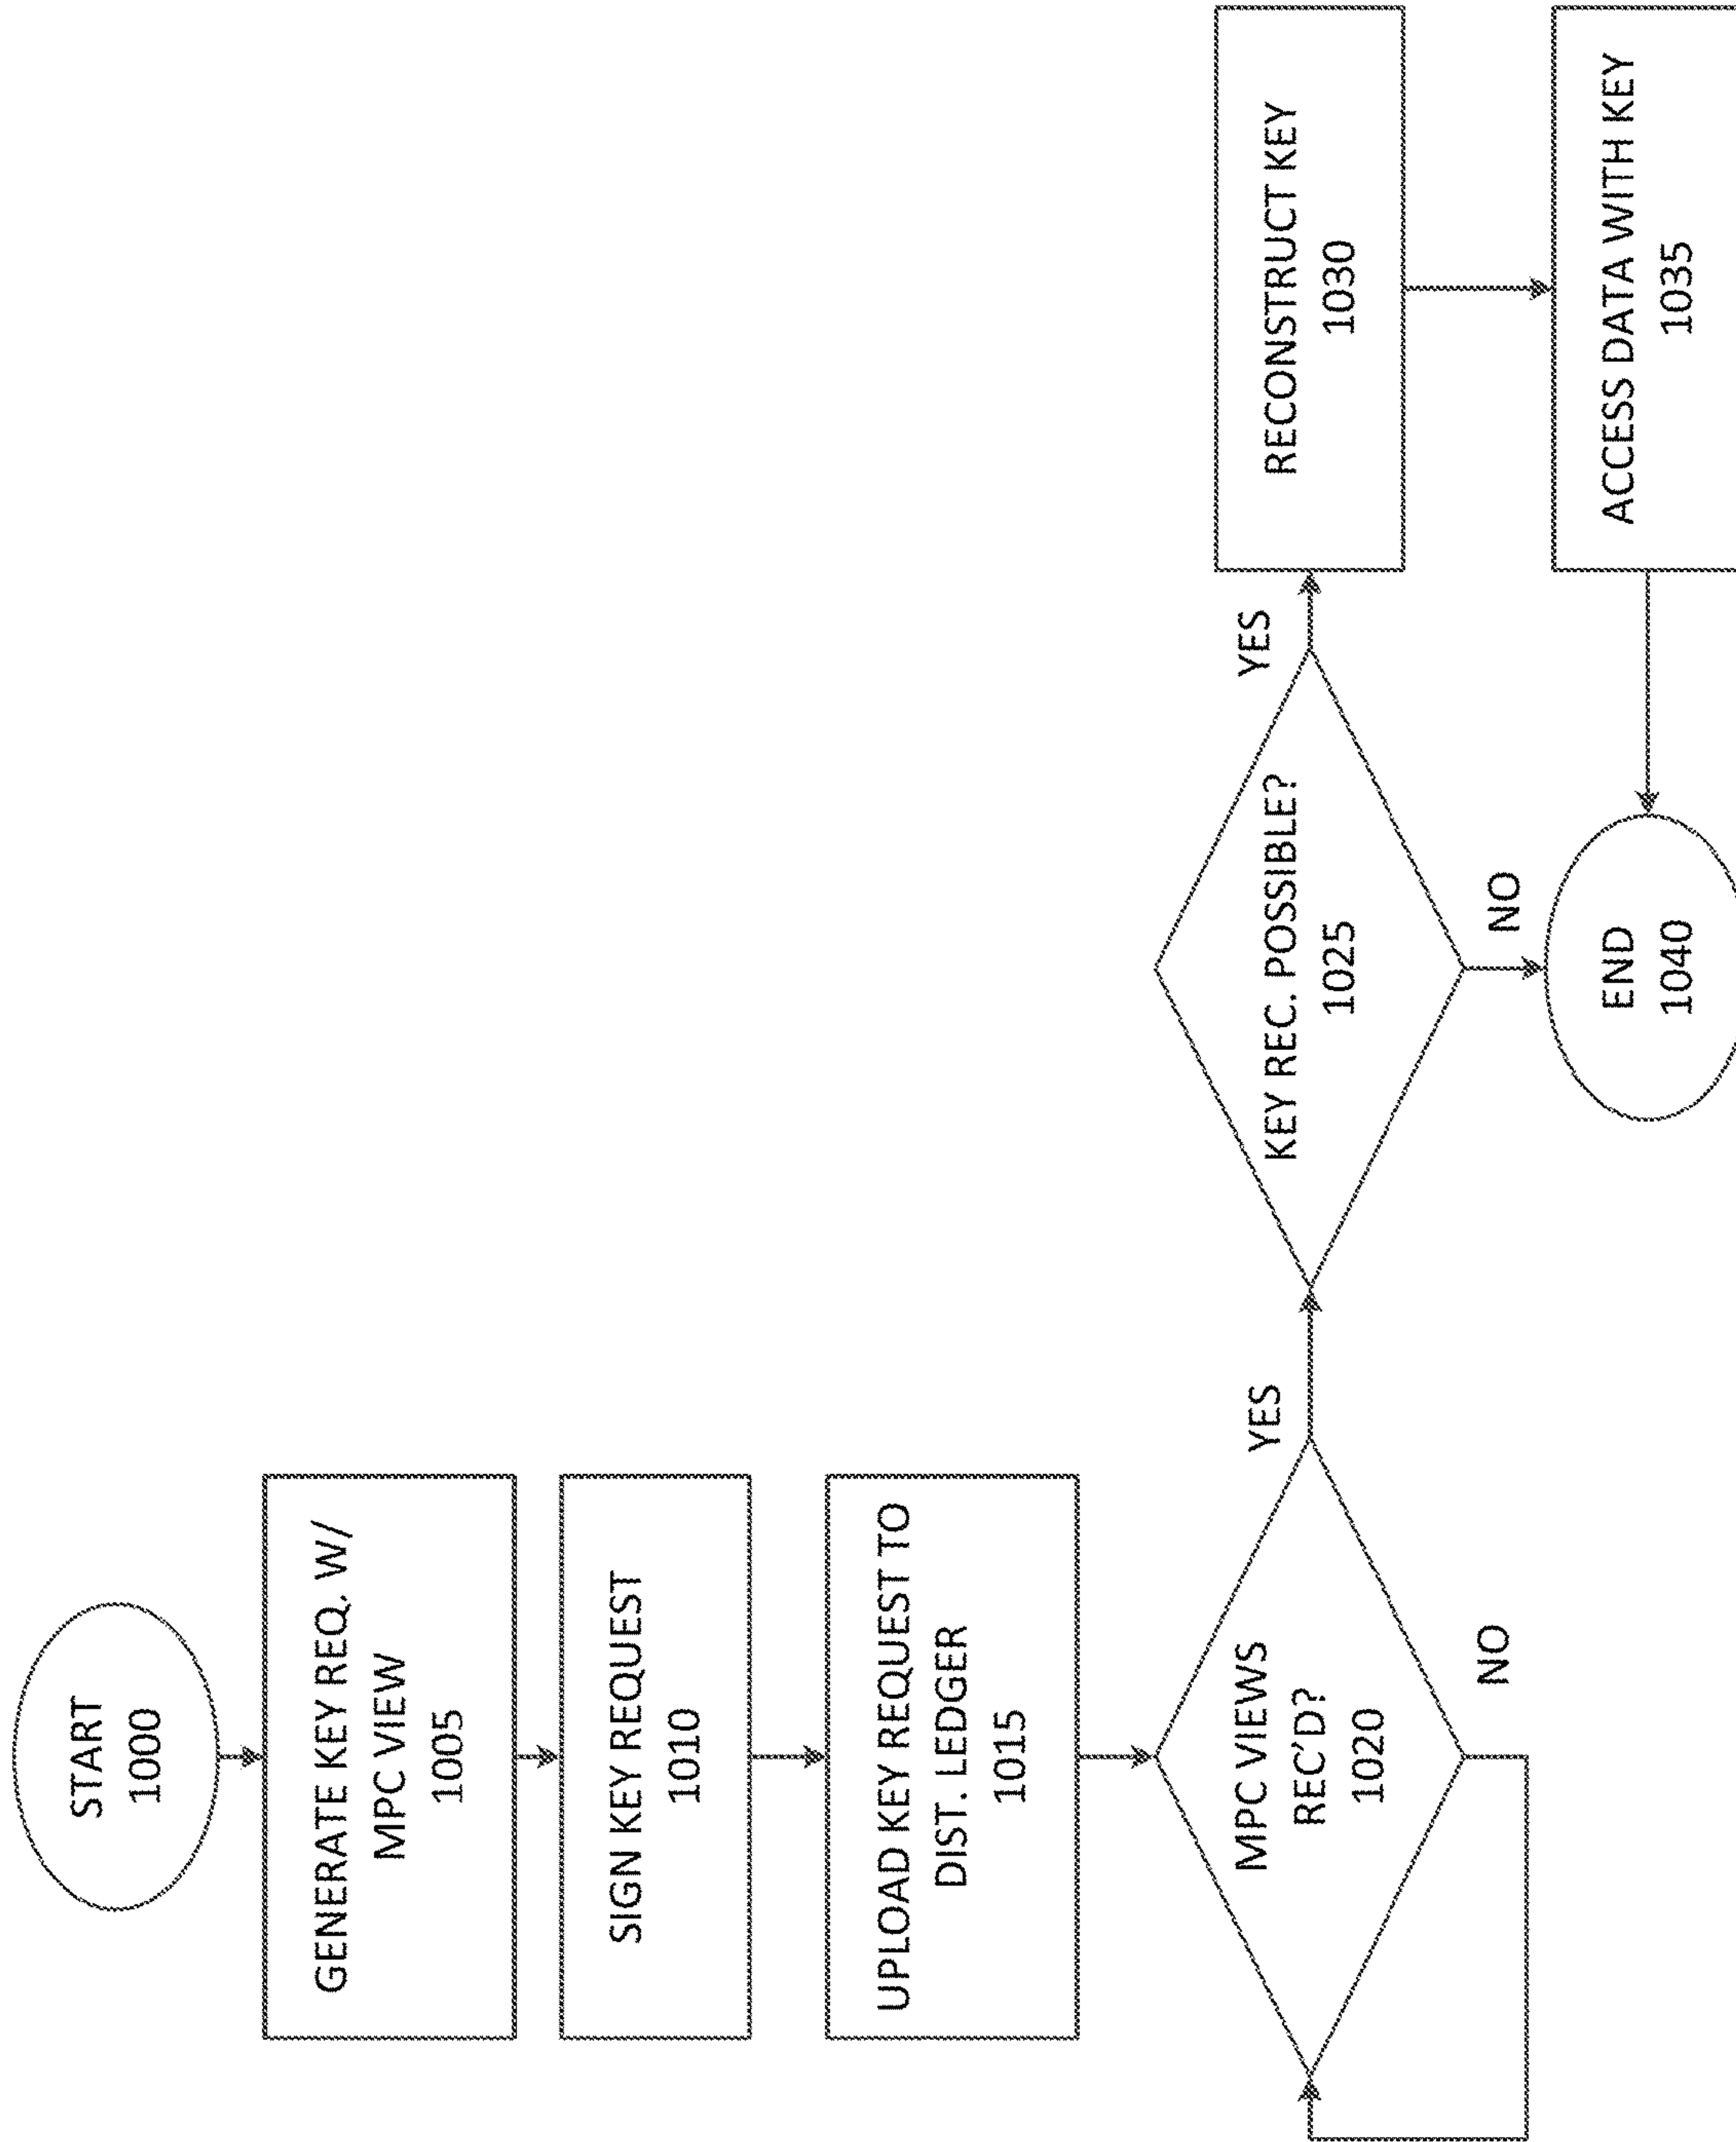 START
1000
GENERATE KEY REQ. W/
MPC VIEW
1005
SIGN KEY REQUEST
1010
UPLOAD KEY REQUEST TO
DIST. LEDGER
1015
MPC VIEWS
REC'D?
1020
NO
YES
KEY REC. POSSIBLE?
1025
NO
YES
RECONSTRUCT KEY
1030
ACCESS DATA WITH KEY
1035
END
1040